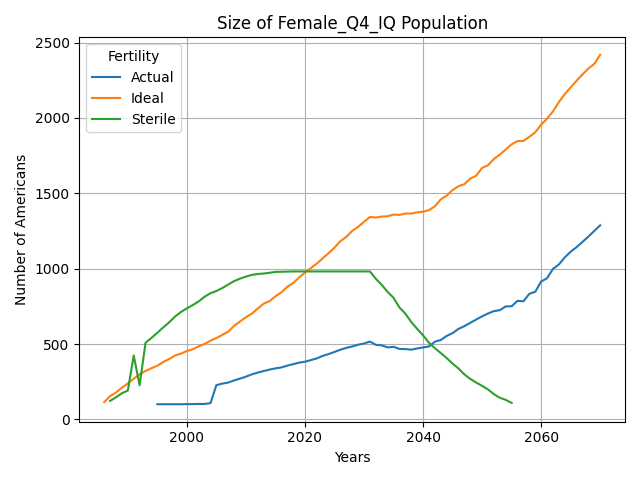 Size of Female_Q4_IQ Population
Number of Americans
2500
2000
1500
1000
500
0
Fertility
Actual
Ideal
Sterile
2000
2020
2040
2060
Years